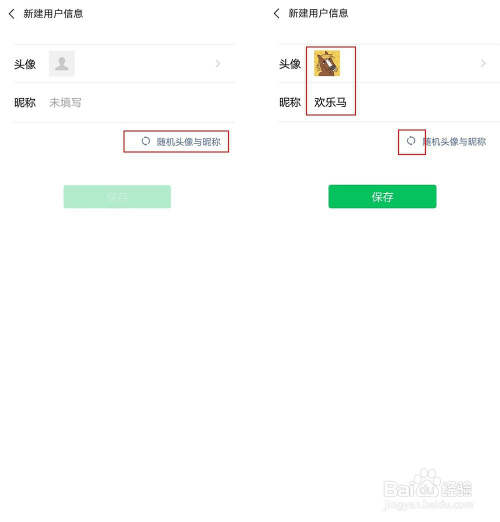 新建用户信息
头像
昵称 未填写
随机头像与昵称
保存
新建用户信息
头像
昵称 欢乐马
随机头像与昵称
保存
Baidu经验
jingyan.baidu.com